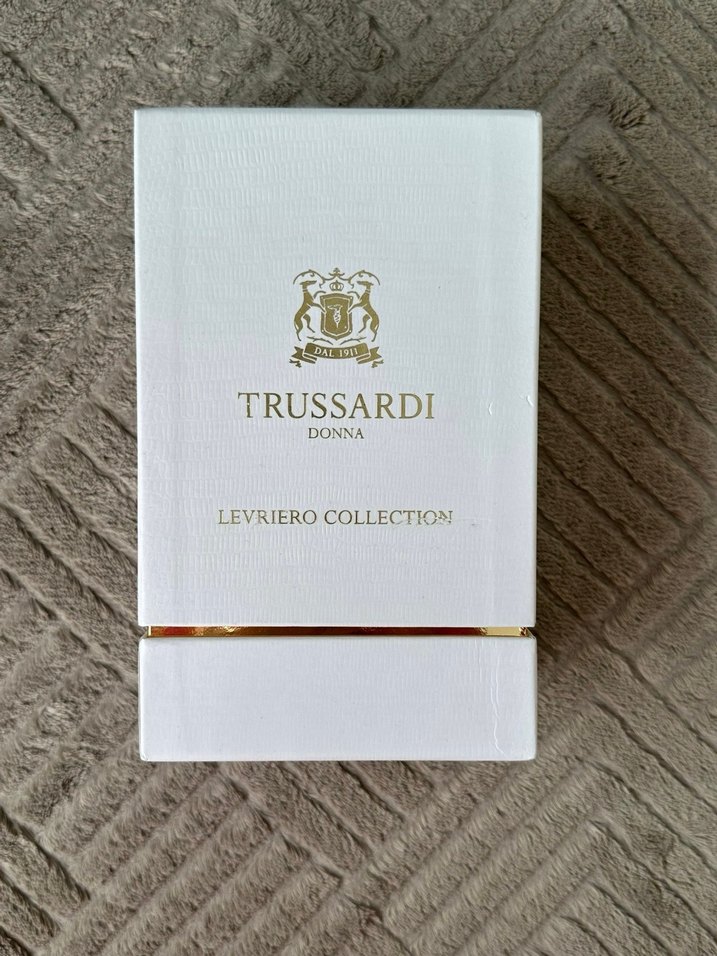 DAL 1911
TRUSSARDI
DONNA
LEVRIERO COLLECTION